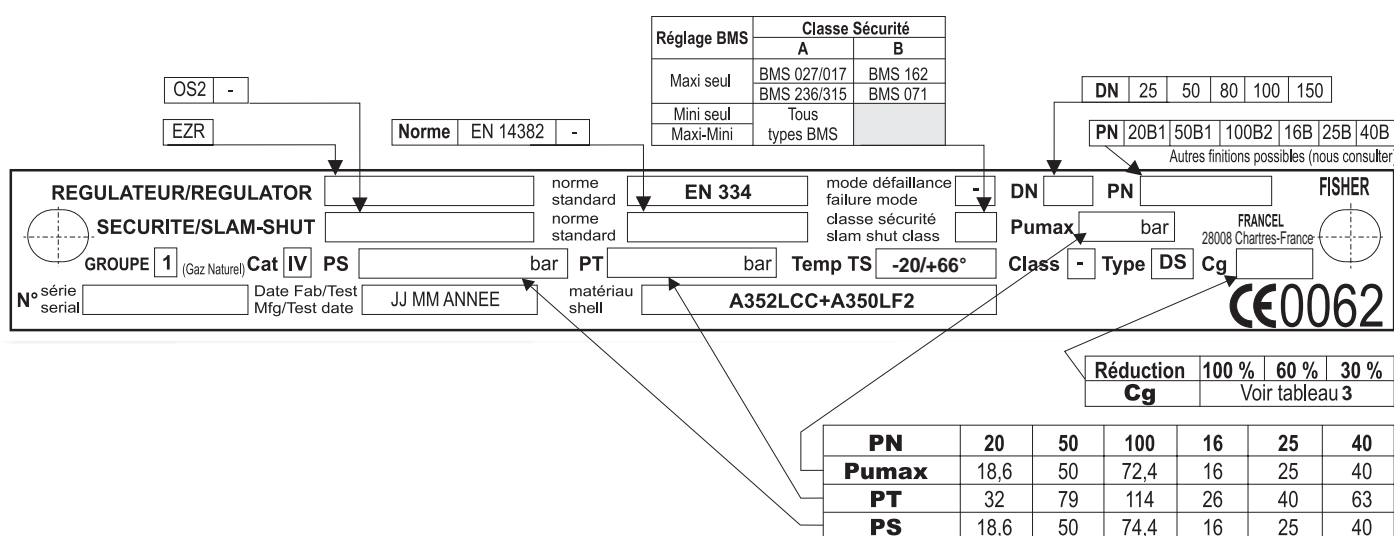 Réglage BMS Classe Sécurité
A B
Maxi seul BMS 027/017 BMS 162
BMS 236/315 BMS 071
Mini seul Tous
Maxi-Mini types BMS
OS2 -
EZR
Norme EN 14382 -
DN 25 50 80 100 150
PN 20B1 50B1 100B2 16B 25B 40B
Autres finitions possibles (nous consulter)
REGULATEUR/REGULATOR norme standard EN 334 mode défaillance failure mode - DN PN FISHER
SECURITE/SLAM-SHUT norme standard classe sécurité slam shut class Pumax bar FRANCEL
28008 Chartres-France
GROUPE 1 (Gaz Naturel) Cat IV PS bar PT bar Temp TS -20/+66° Class - Type DS Cg
N° série serial Date Fab/Test Mfg/Test date JJ MM ANNEE matériau shell A352LCC+A350LF2 CE0062
Réduction 100 % 60 % 30 %
Cg Voir tableau 3
PN 20 50 100 16 25 40
Pumax 18,6 50 72,4 16 25 40
PT 32 79 114 26 40 63
PS 18,6 50 74,4 16 25 40